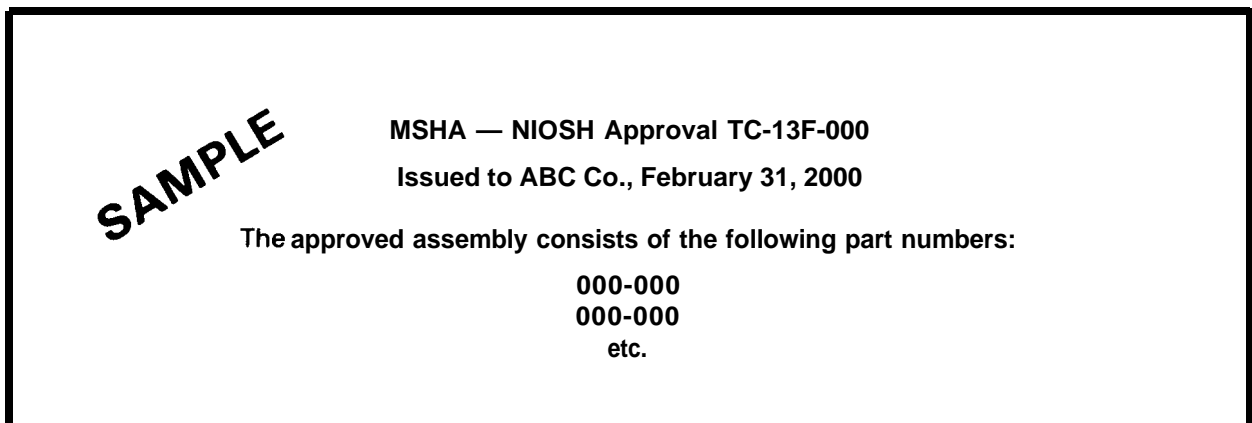 SAMPLE
MSHA — NIOSH Approval TC-13F-000
Issued to ABC Co., February 31, 2000
The approved assembly consists of the following part numbers:
000-000
000-000
etc.